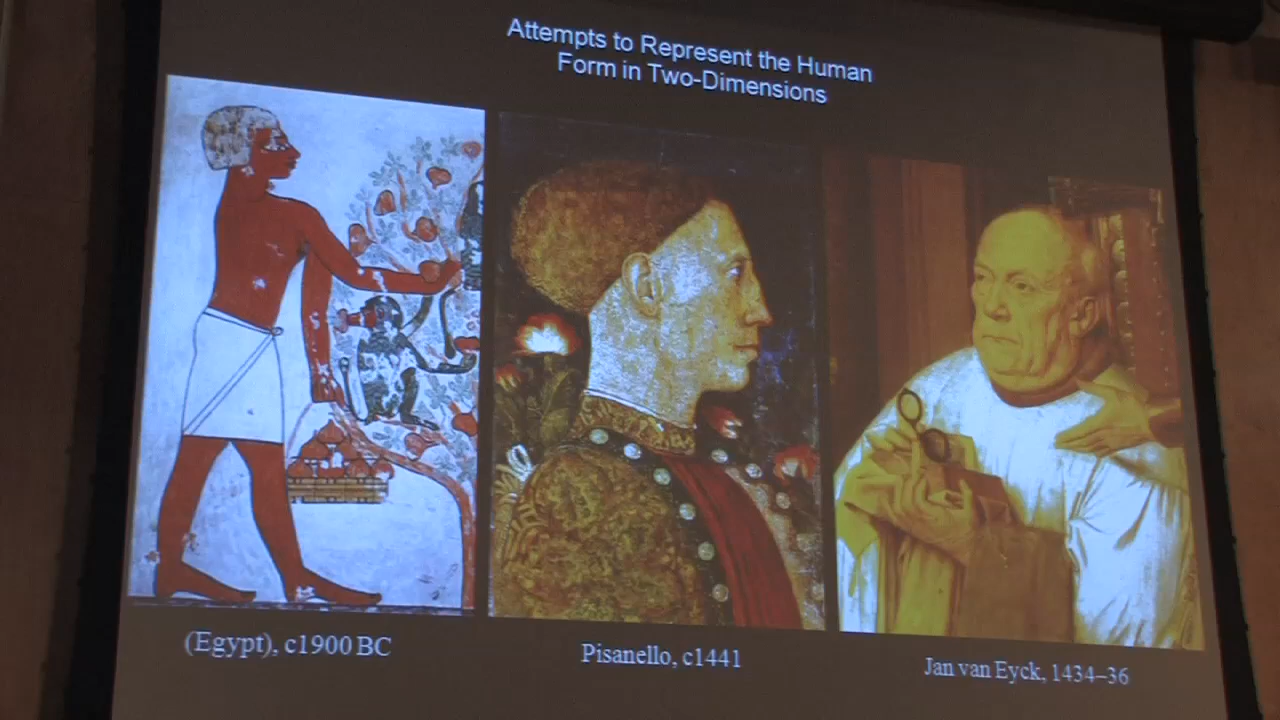 Attempts to Represent the Human
Form in Two-Dimensions
(Egypt), c1900 BC
Pisanello, c1441
Jan van Eyck, 1434–36